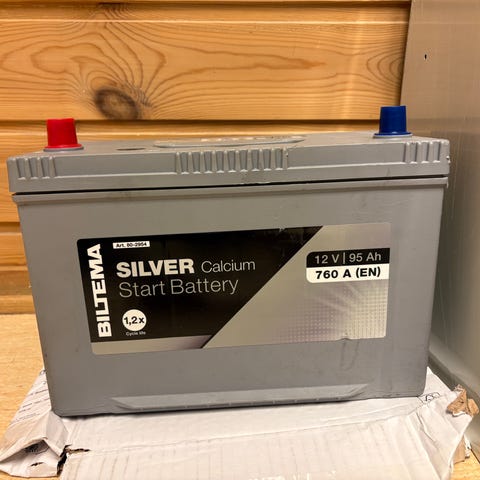 BILTEMA
Art. 80-2954
SILVER Calcium
Start Battery
1,2x
Cycle life
12 V | 95 Ah
760 A (EN)